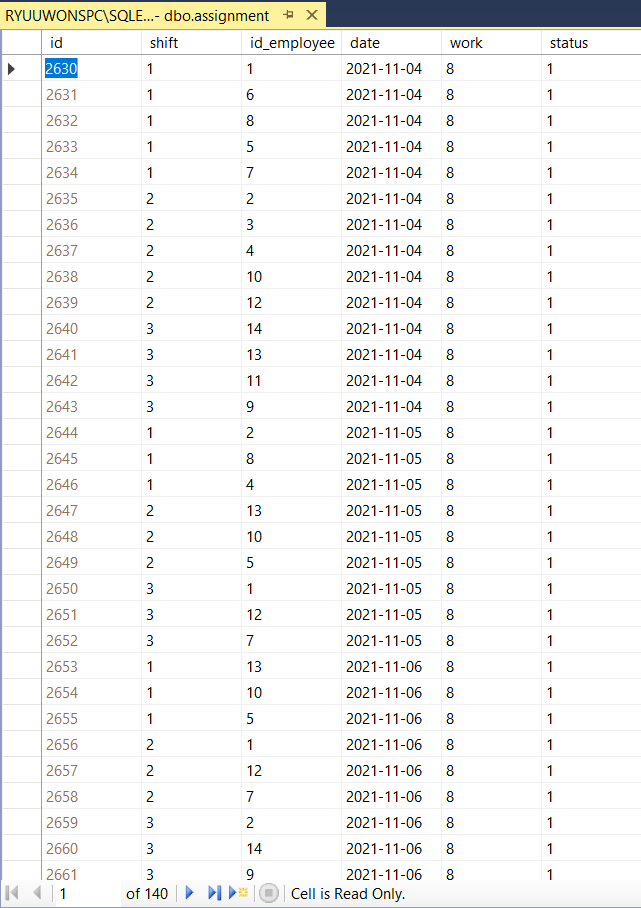 RYUUWONSPC\SQLE...- dbo.assignment
id shift id_employee date work status
2630 1 1 2021-11-04 8 1
2631 1 6 2021-11-04 8 1
2632 1 8 2021-11-04 8 1
2633 1 5 2021-11-04 8 1
2634 1 7 2021-11-04 8 1
2635 2 2 2021-11-04 8 1
2636 2 3 2021-11-04 8 1
2637 2 4 2021-11-04 8 1
2638 2 10 2021-11-04 8 1
2639 2 12 2021-11-04 8 1
2640 3 14 2021-11-04 8 1
2641 3 13 2021-11-04 8 1
2642 3 11 2021-11-04 8 1
2643 3 9 2021-11-04 8 1
2644 1 2 2021-11-05 8 1
2645 1 8 2021-11-05 8 1
2646 1 4 2021-11-05 8 1
2647 2 13 2021-11-05 8 1
2648 2 10 2021-11-05 8 1
2649 2 5 2021-11-05 8 1
2650 3 1 2021-11-05 8 1
2651 3 12 2021-11-05 8 1
2652 3 7 2021-11-05 8 1
2653 1 13 2021-11-06 8 1
2654 1 10 2021-11-06 8 1
2655 1 5 2021-11-06 8 1
2656 2 1 2021-11-06 8 1
2657 2 12 2021-11-06 8 1
2658 2 7 2021-11-06 8 1
2659 3 2 2021-11-06 8 1
2660 3 14 2021-11-06 8 1
2661 3 9 2021-11-06 8 1
1 of 140 Cell is Read Only.